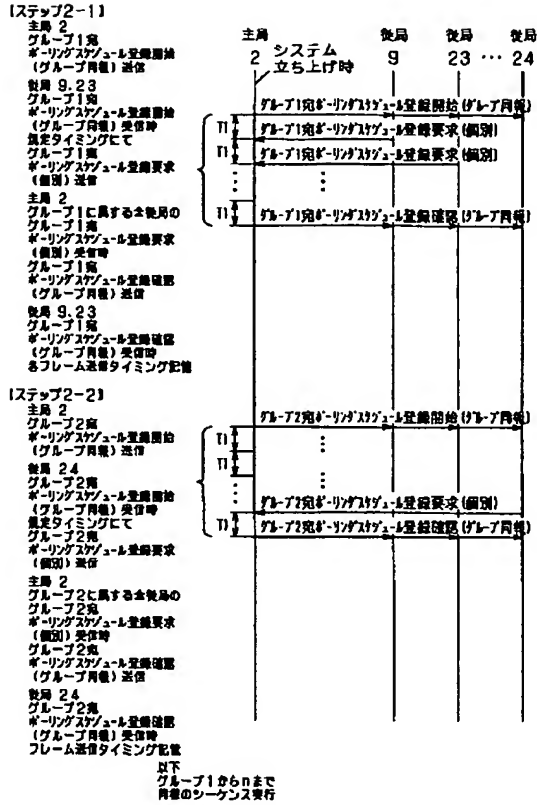 [ステップ2-1]
主局 2
グループ1宛
ポーリングスケジュール登録開始
(グループ同報) 送信
従局 9,23
グループ1宛
ポーリングスケジュール登録開始
(グループ同報) 受信時
規定タイミングにて
グループ1宛
ポーリングスケジュール登録要求
(個別) 送信
主局 2
グループ1に属する全従局の
グループ1宛
ポーリングスケジュール登録要求
(個別) 受信時
グループ1宛
ポーリングスケジュール登録確認
(グループ同報) 送信
従局 9,23
グループ1宛
ポーリングスケジュール登録確認
(グループ同報) 受信時
各フレーム送信タイミング記憶
[ステップ2-2]
主局 2
グループ2宛
ポーリングスケジュール登録開始
(グループ同報) 送信
従局 24
グループ2宛
ポーリングスケジュール登録開始
(グループ同報) 受信時
規定タイミングにて
グループ2宛
ポーリングスケジュール登録要求
(個別) 送信
主局 2
グループ2に属する全従局の
グループ2宛
ポーリングスケジュール登録要求
(個別) 受信時
グループ2宛
ポーリングスケジュール登録確認
(グループ同報) 送信
従局 24
グループ2宛
ポーリングスケジュール登録確認
(グループ同報) 受信時
フレーム送信タイミング記憶
以下
グループ1からnまで
同様のシーケンス実行
主局 従局 従局
2 システム 9 23 … 24
立ち上げ時
グループ1宛ポーリングスケジュール登録開始(グループ同報)
T1
グループ1宛ポーリングスケジュール登録要求(個別)
T1
グループ1宛ポーリングスケジュール登録要求(個別)
T1
グループ1宛ポーリングスケジュール登録確認(グループ同報)
グループ2宛ポーリングスケジュール登録開始(グループ同報)
T1
T1
グループ2宛ポーリングスケジュール登録要求(個別)
T1
グループ2宛ポーリングスケジュール登録確認(グループ同報)